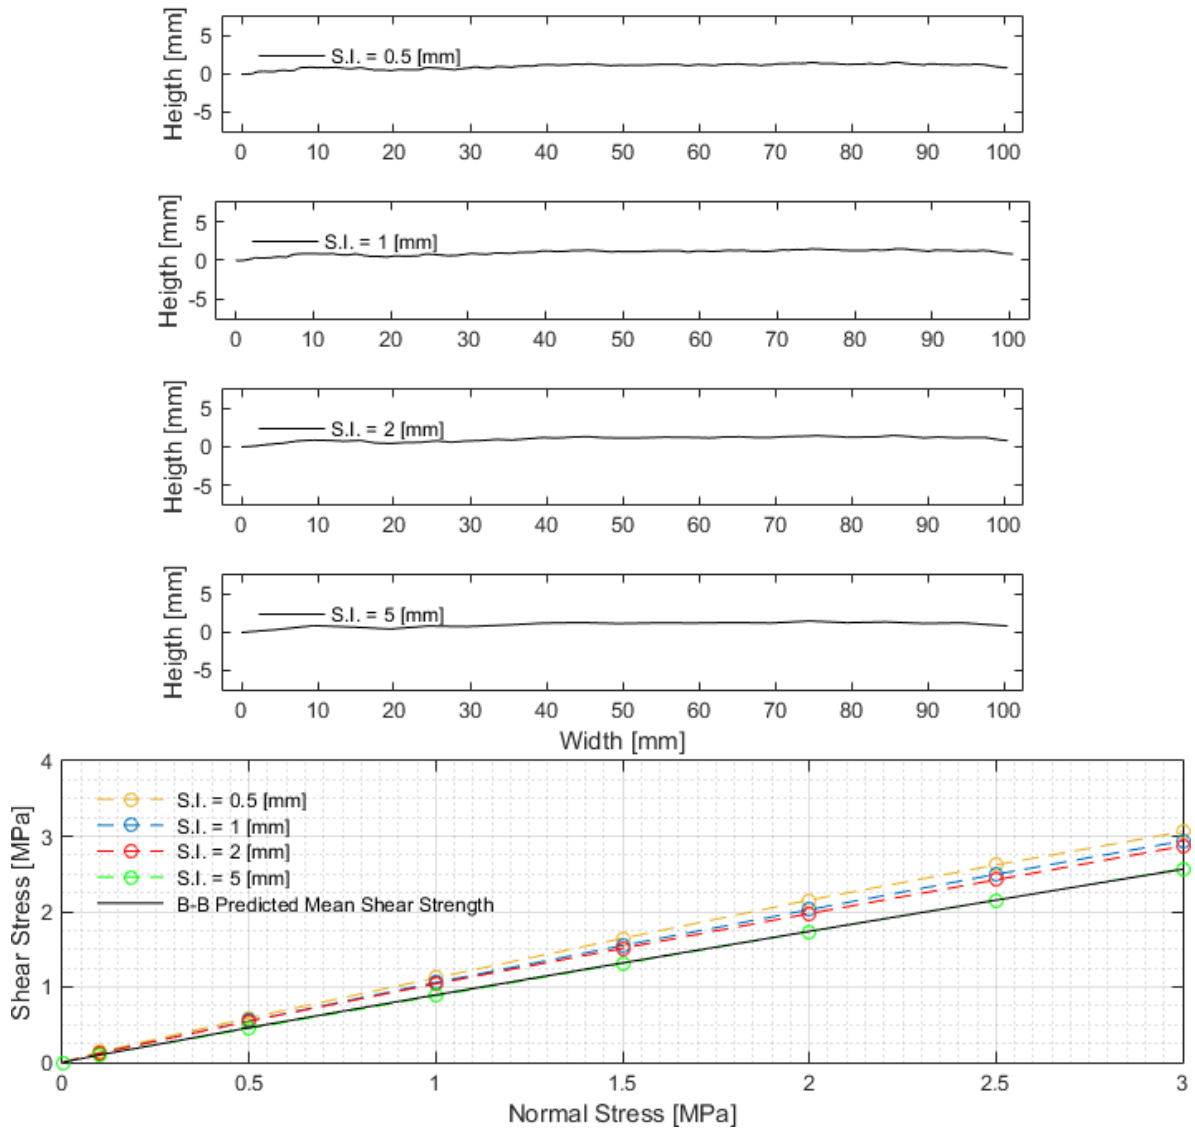 Heigth [mm]
5
0
-5
S.I. = 0.5 [mm]
0 10 20 30 40 50 60 70 80 90 100
Heigth [mm]
5
0
-5
S.I. = 1 [mm]
0 10 20 30 40 50 60 70 80 90 100
Heigth [mm]
5
0
-5
S.I. = 2 [mm]
0 10 20 30 40 50 60 70 80 90 100
Heigth [mm]
5
0
-5
S.I. = 5 [mm]
0 10 20 30 40 50 60 70 80 90 100
Width [mm]
Shear Stress [MPa]
4
3
2
1
0
S.I. = 0.5 [mm]
S.I. = 1 [mm]
S.I. = 2 [mm]
S.I. = 5 [mm]
B-B Predicted Mean Shear Strength
0 0.5 1 1.5 2 2.5 3
Normal Stress [MPa]